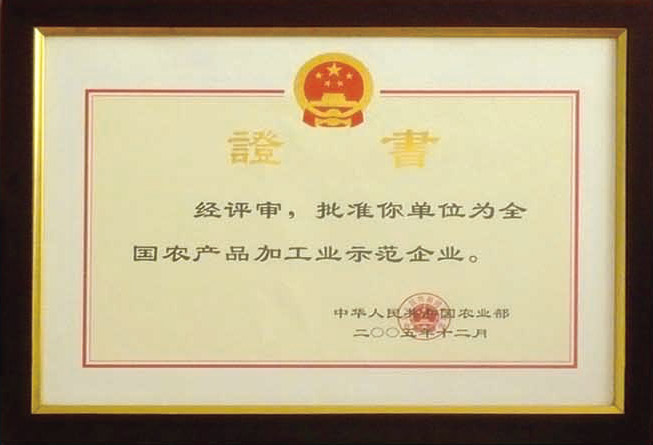 證書
经评审，批准你单位为全
国农产品加工业示范企业。
中华人民共和国农业部
二〇〇五年十二月